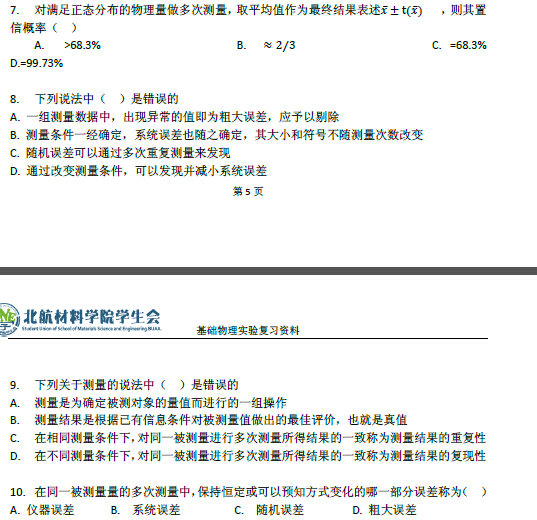 7. 对满足正态分布的物理量做多次测量，取平均值作为最终结果表述x̄ ± t(x̄) ，则其置
信概率（ ）
A. >68.3% B. ≈ 2/3 C. =68.3%
D.=99.73%
8. 下列说法中（ ）是错误的
A. 一组测量数据中，出现异常的值即为粗大误差，应予以剔除
B. 测量条件一经确定，系统误差也随之确定，其大小和符号不随测量次数改变
C. 随机误差可以通过多次重复测量来发现
D. 通过改变测量条件，可以发现并减小系统误差
第 5 页
北航材料学院学生会
Student Union of School of Materials Science and Engineering BUAA.
基础物理实验复习资料
9. 下列关于测量的说法中（ ）是错误的
A. 测量是为确定被测对象的量值而进行的一组操作
B. 测量结果是根据已有信息条件对被测量值做出的最佳评价，也就是真值
C. 在相同测量条件下，对同一被测量进行多次测量所得结果的一致称为测量结果的重复性
D. 在不同测量条件下，对同一被测量进行多次测量所得结果的一致称为测量结果的复现性
10. 在同一被测量量的多次测量中，保持恒定或可以预知方式变化的哪一部分误差称为（ ）
A. 仪器误差 B. 系统误差 C. 随机误差 D. 粗大误差